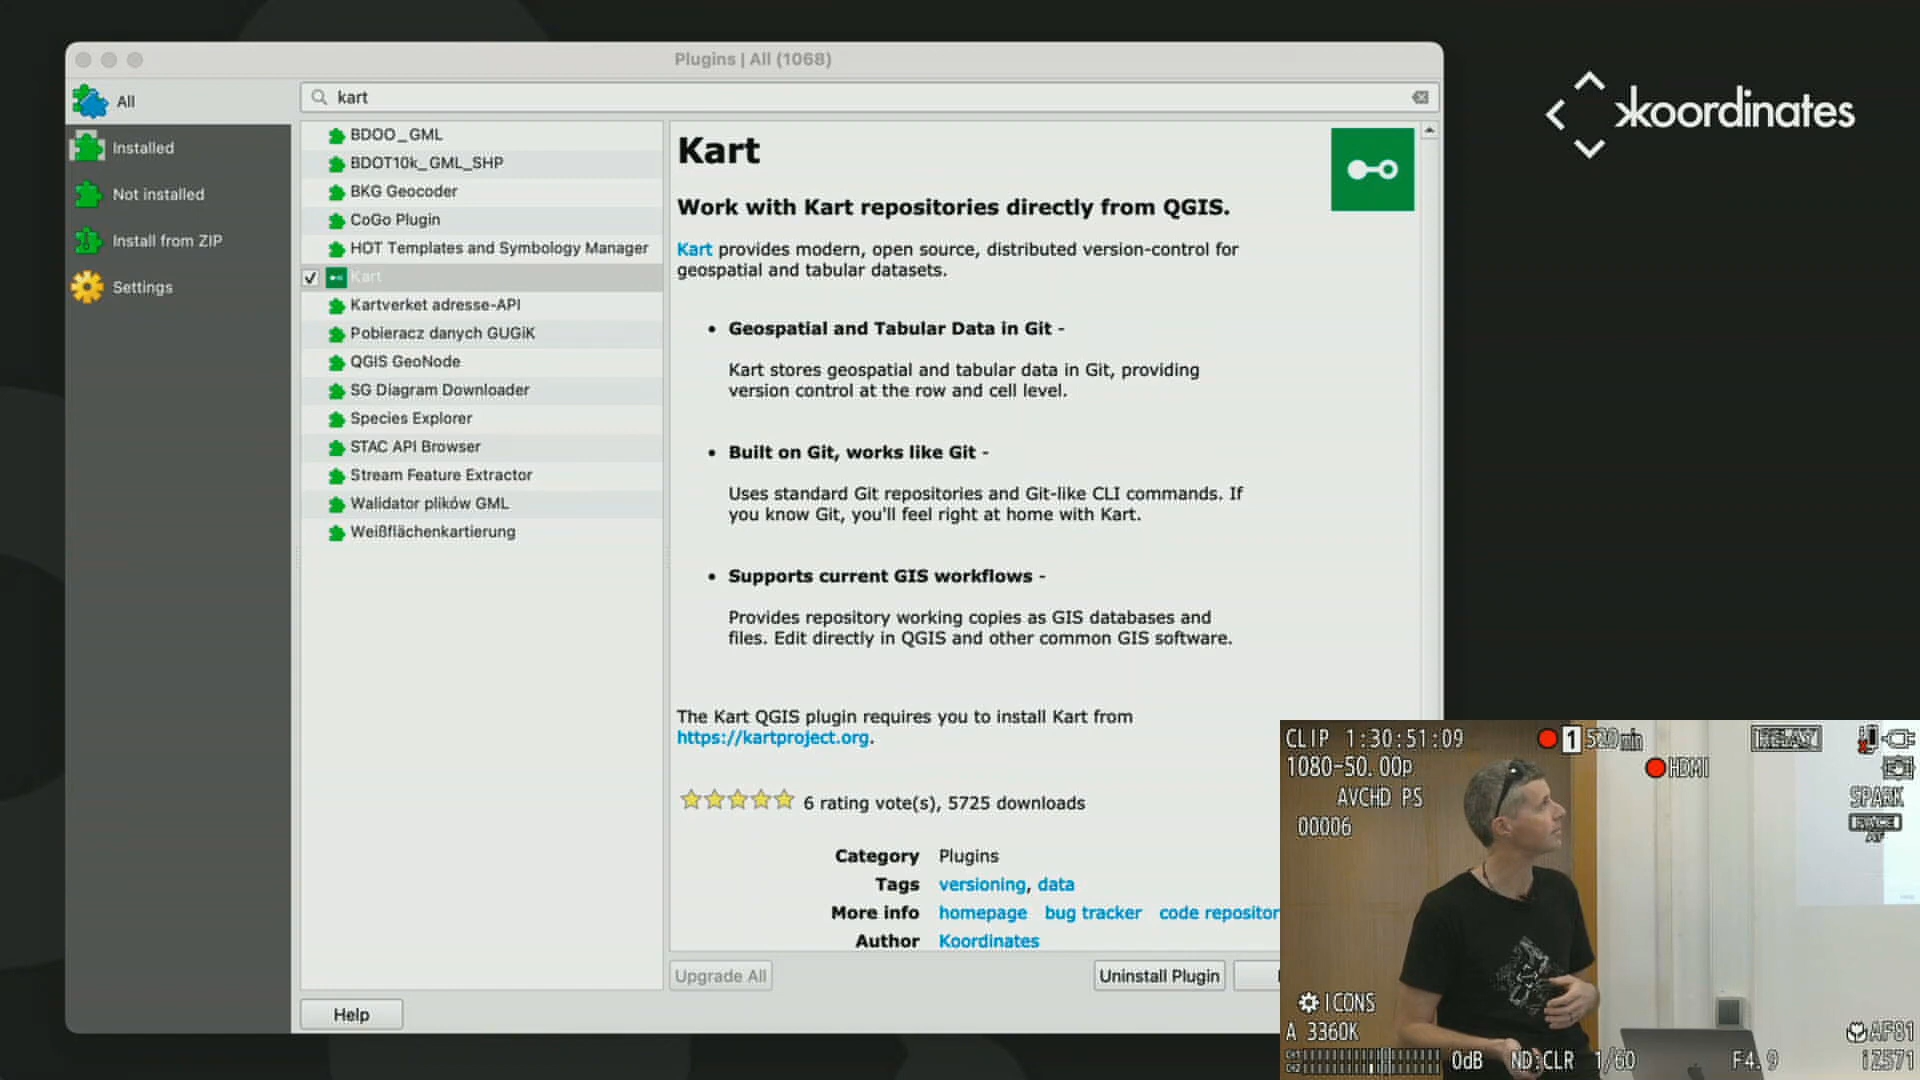 Plugins | All (1068)
All
Installed
Not installed
Install from ZIP
Settings
kart
BDOO_GML
BDOT10k_GML_SHP
BKG Geocoder
CoGo Plugin
HOT Templates and Symbology Manager
Kart
Kartverket adresse-API
Pobieracz danych GUGiK
QGIS GeoNode
SG Diagram Downloader
Species Explorer
STAC API Browser
Stream Feature Extractor
Walidator plików GML
Weißflächenkartierung
Help
Kart
Work with Kart repositories directly from QGIS.
Kart provides modern, open source, distributed version-control for
geospatial and tabular datasets.
• Geospatial and Tabular Data in Git -
Kart stores geospatial and tabular data in Git, providing
version control at the row and cell level.
• Built on Git, works like Git -
Uses standard Git repositories and Git-like CLI commands. If
you know Git, you'll feel right at home with Kart.
• Supports current GIS workflows -
Provides repository working copies as GIS databases and
files. Edit directly in QGIS and other common GIS software.
The Kart QGIS plugin requires you to install Kart from
https://kartproject.org.
6 rating vote(s), 5725 downloads
Category Plugins
Tags versioning, data
More info homepage bug tracker code repositor
Author Koordinates
Upgrade All
Uninstall Plugin
koordinates
CLIP 1:30:51:09
1 520min
RELAY
1080-50.00p
HDMI
AVCHD PS
SPARK
00006
FACE
AF
ICONS
A 3360K
AF81
CH1
CH2
0dB ND:CLR 1/60 F4.9 iZ571